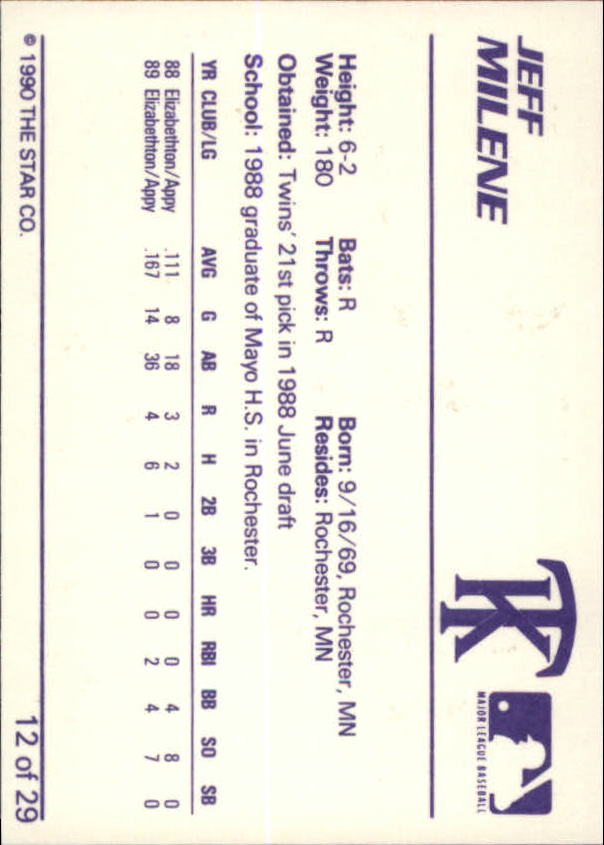 JEFF
MILENE
TK
MAJOR LEAGUE BASEBALL
Height: 6-2 Bats: R Born: 9/16/69, Rochester, MN
Weight: 180 Throws: R Resides: Rochester, MN
Obtained: Twins' 21st pick in 1988 June draft
School: 1988 graduate of Mayo H.S. in Rochester.
YR CLUB/LG AVG G AB R H 2B 3B HR RBI BB SO SB
88 Elizabethton/Appy .111 8 18 3 2 0 0 0 0 4 8 0
89 Elizabethton/Appy .167 14 36 4 6 1 0 0 2 4 7 0
© 1990 THE STAR CO. 12 of 29